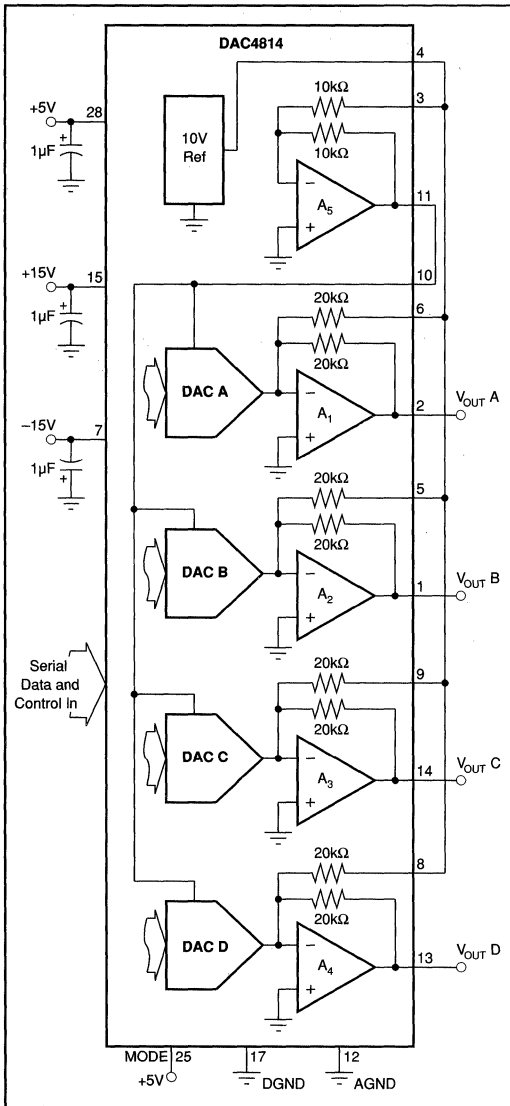 DAC4814
4
10kΩ
3
+5V
28
10V
Ref
10kΩ
+
1µF
–
A5
+
11
+15V
15
10
+
1µF
20kΩ
6
20kΩ
DAC A
–
A1
+
2
VOUT A
–15V
7
1µF
+
20kΩ
5
20kΩ
DAC B
–
A2
+
1
VOUT B
Serial
Data and
Control In
20kΩ
9
20kΩ
DAC C
–
A3
+
14
VOUT C
20kΩ
8
20kΩ
DAC D
–
A4
+
13
VOUT D
MODE 25
17
12
+5V
DGND
AGND